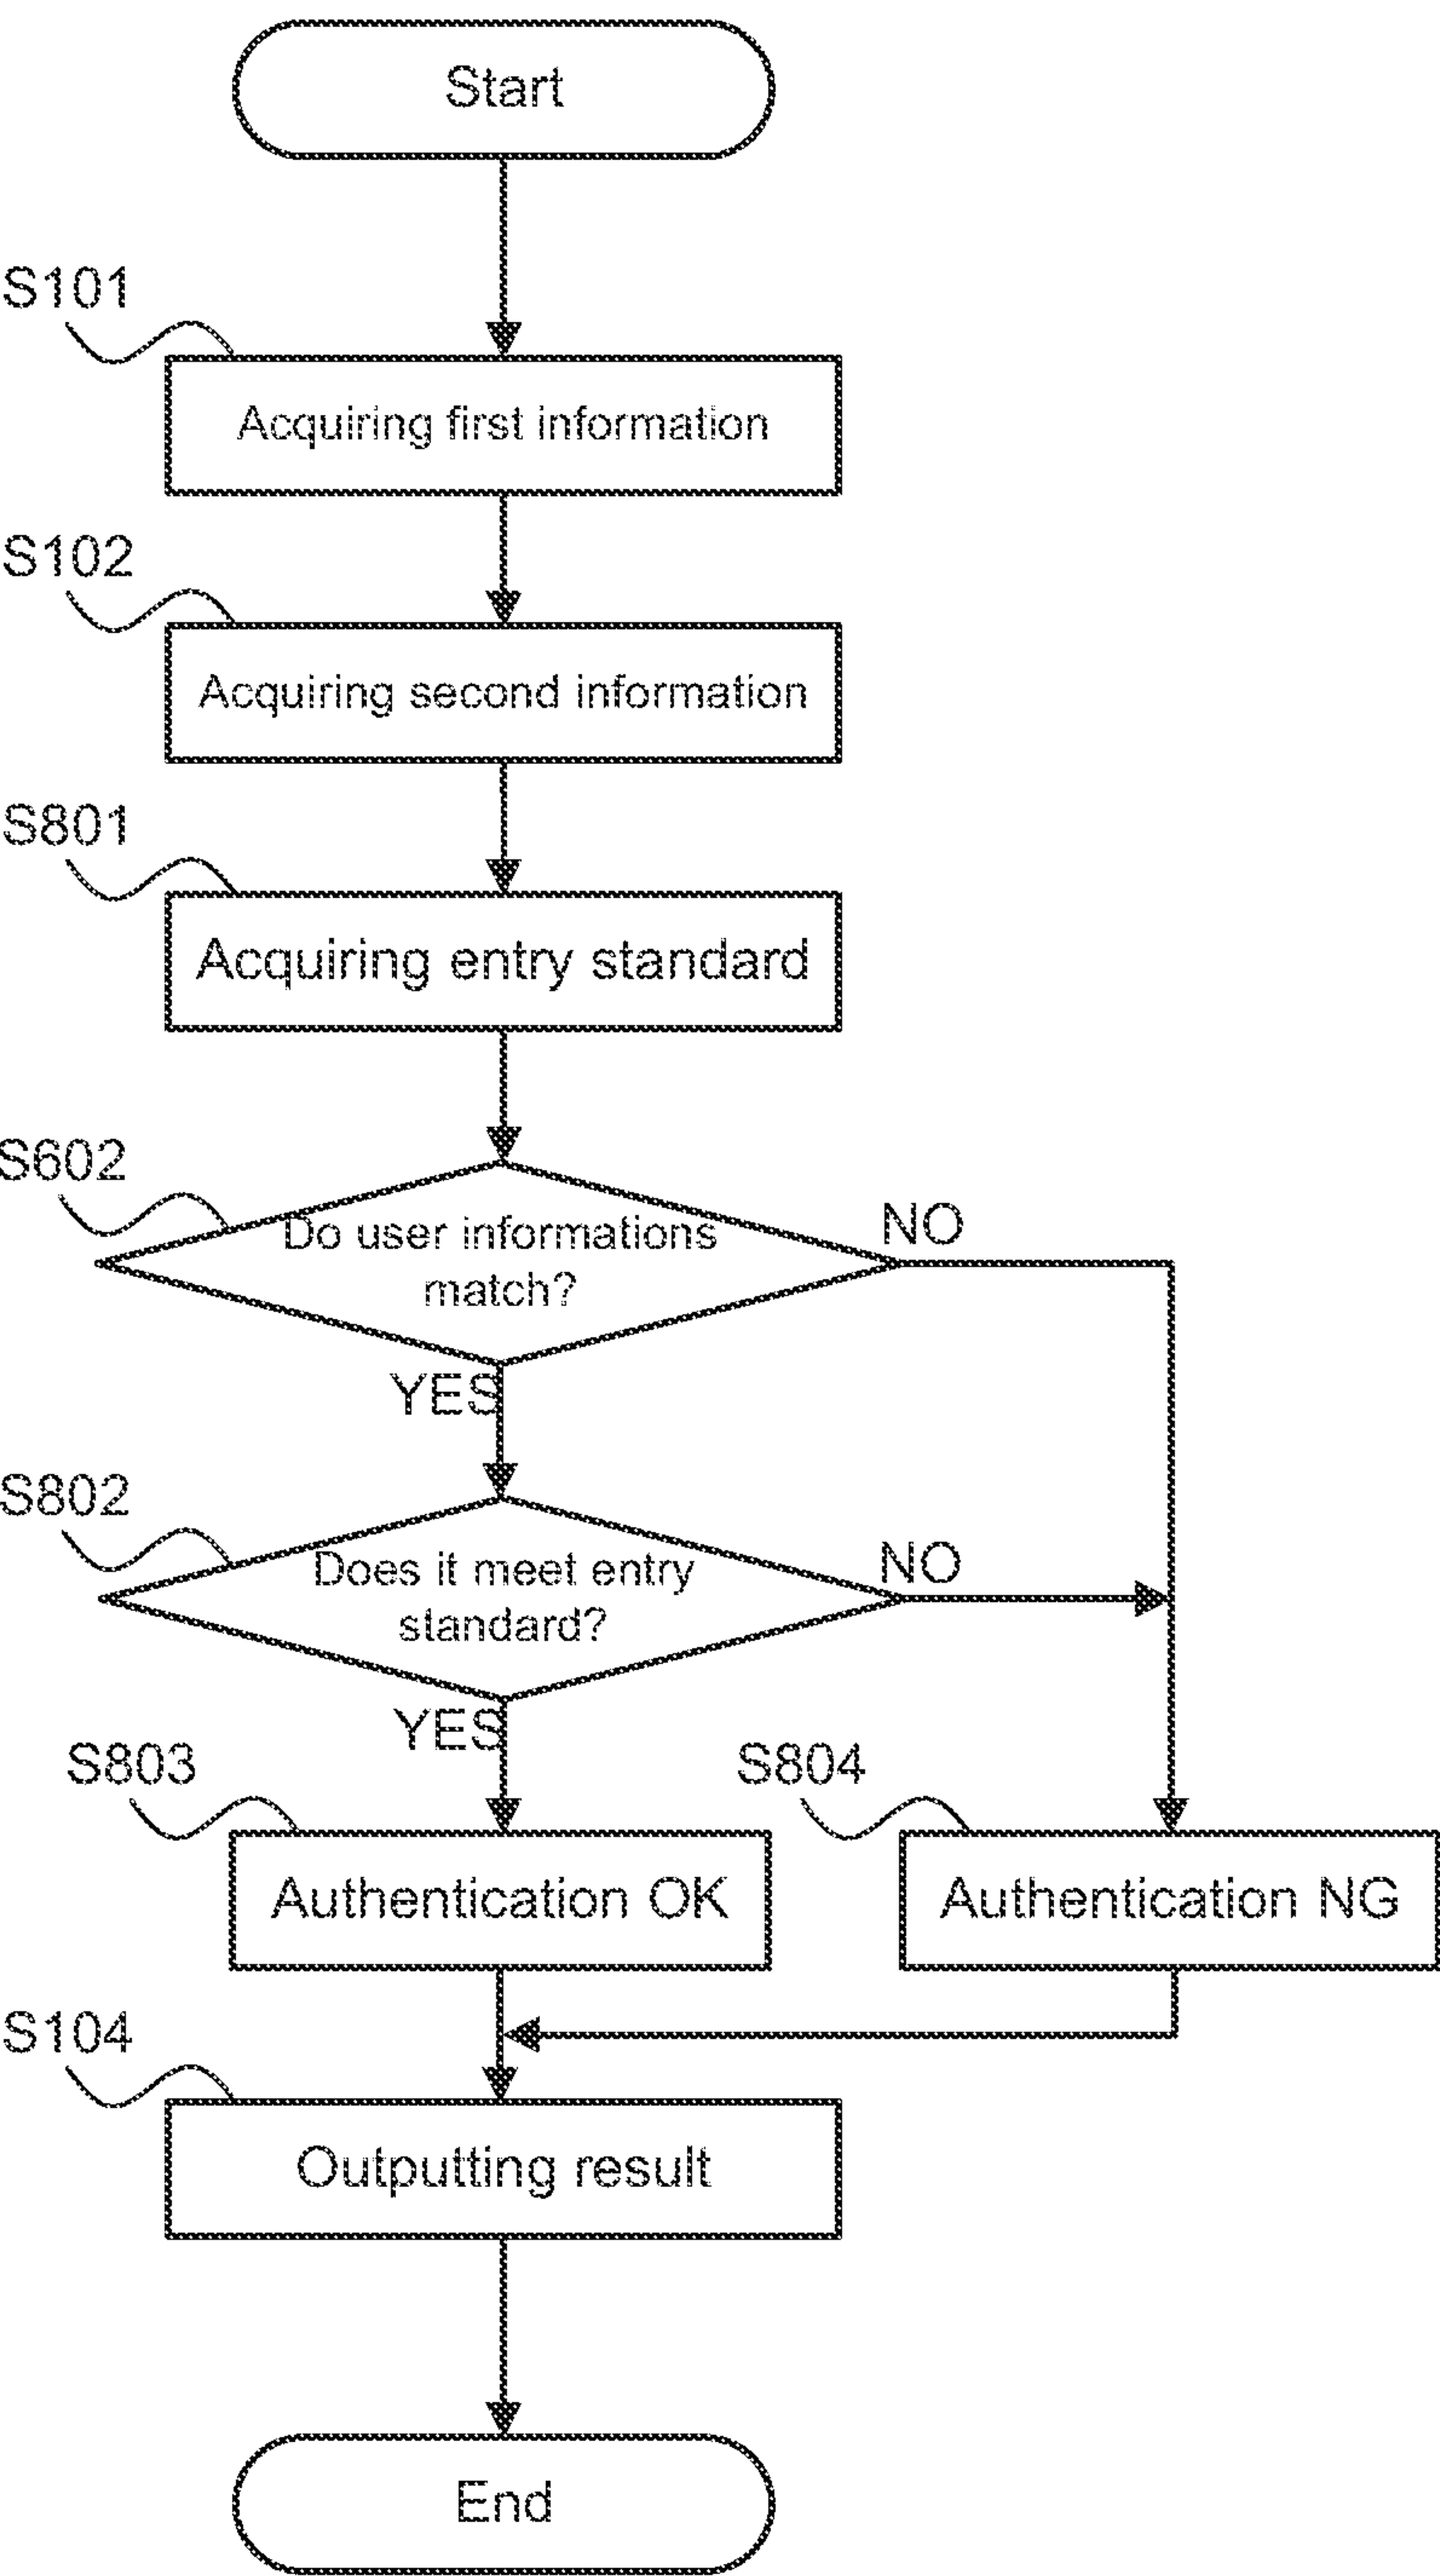 Start
S101
Acquiring first information
S102
Acquiring second information
S801
Acquiring entry standard
S602
Do user informations
match?
NO
YES
S802
Does it meet entry
standard?
NO
YES
S803
Authentication OK
S804
Authentication NG
S104
Outputting result
End